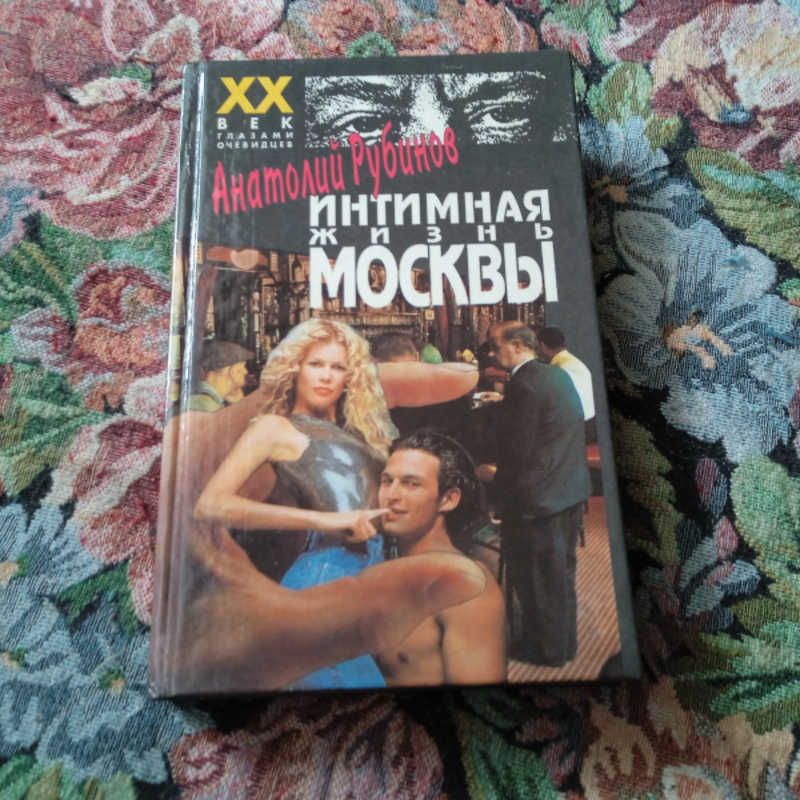 XX
ВЕК
ГЛАЗАМИ
ОЧЕВИДЦЕВ
Анатолий Рубинов
ИНТИМНАЯ
ЖИЗНЬ
МОСКВЫ